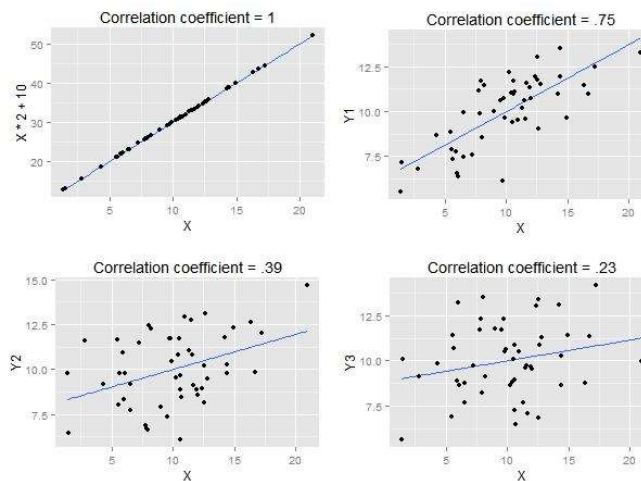 Correlation coefficient = 1
50
40
30
20
X * 2 + 10
5 10 15 20
X
Correlation coefficient = .75
12.5
10.0
7.5
Y1
5 10 15 20
X
Correlation coefficient = .39
15.0
12.5
10.0
7.5
Y2
5 10 15 20
X
Correlation coefficient = .23
12.5
10.0
7.5
Y3
5 10 15 20
X